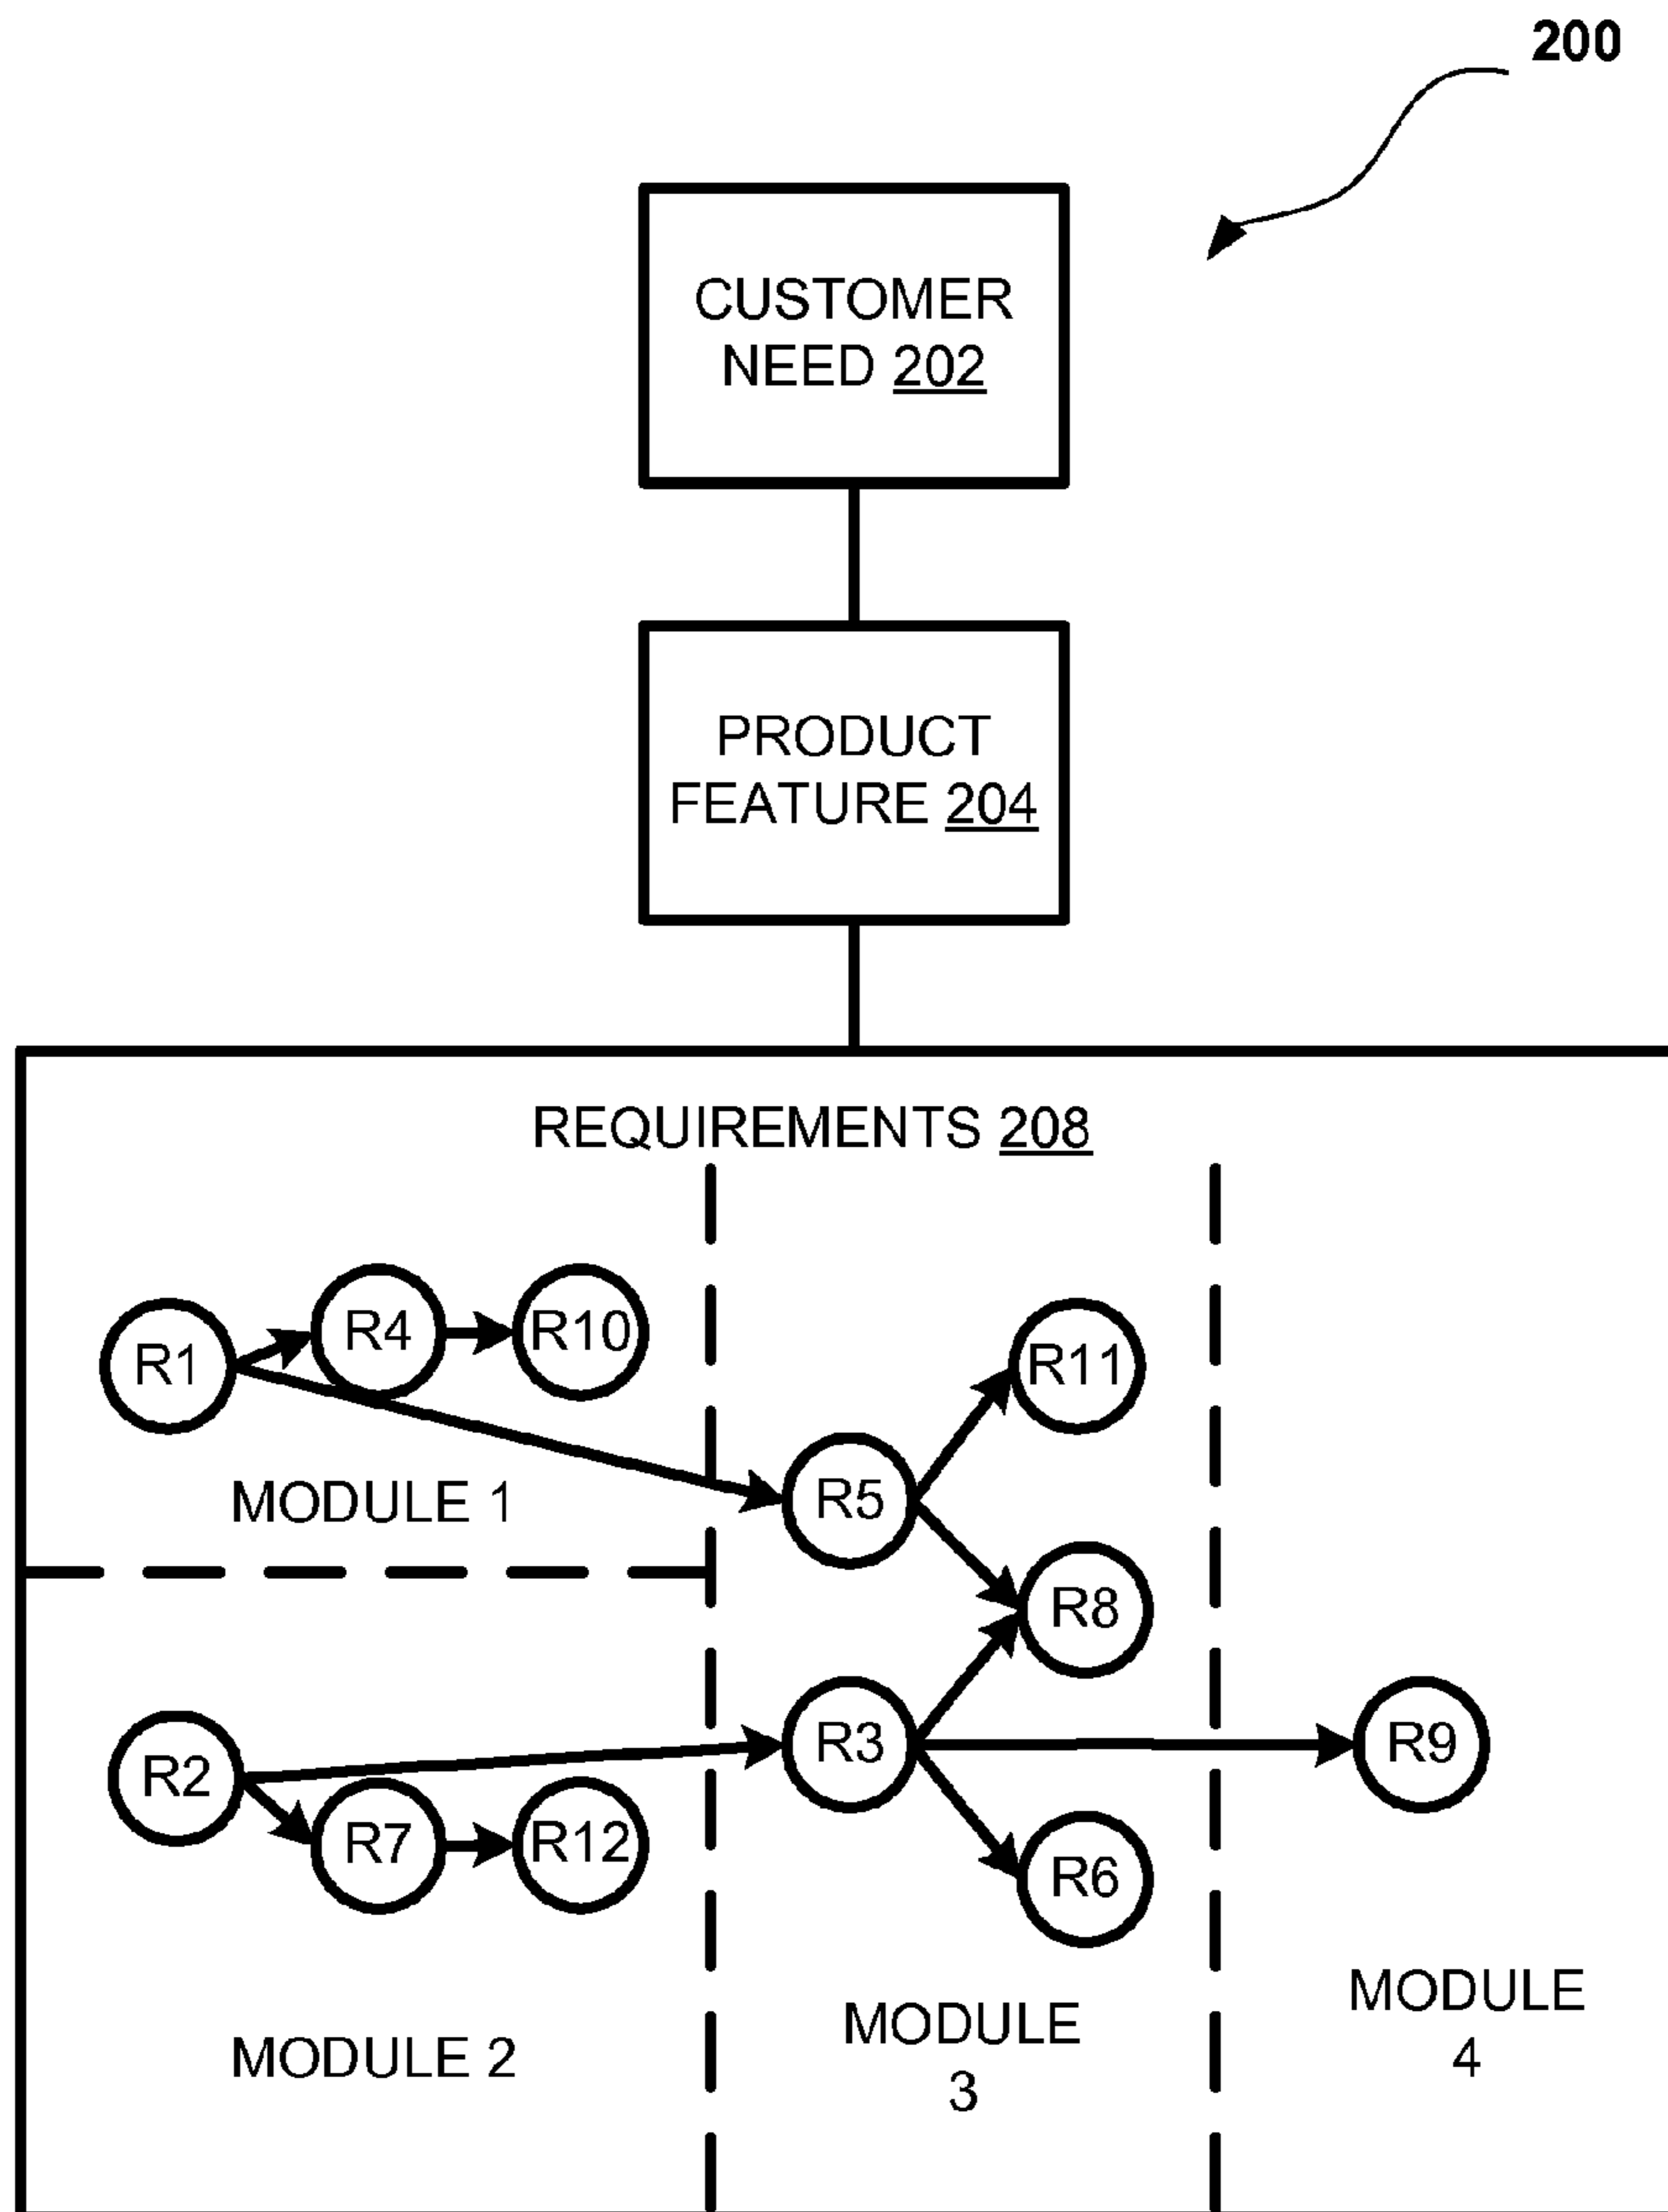 200
CUSTOMER
NEED 202
PRODUCT
FEATURE 204
REQUIREMENTS 208
R1
R4
R10
R11
R5
MODULE 1
R8
R2
R3
R9
R7
R12
R6
MODULE 2
MODULE
3
MODULE
4